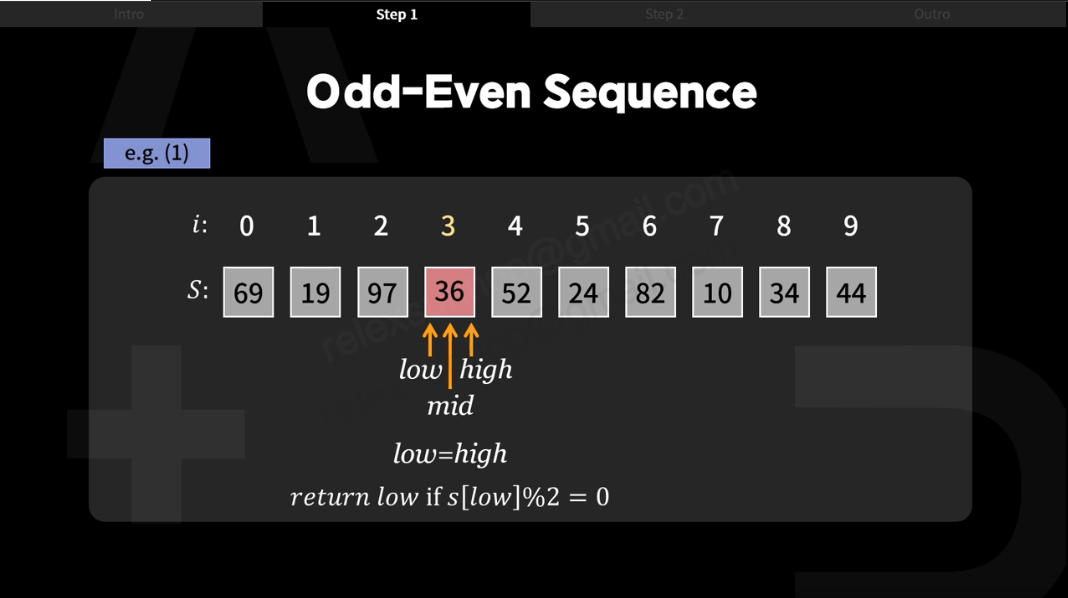 Intro Step 1 Step 2 Outro
Odd-Even Sequence
e.g. (1)
i: 0 1 2 3 4 5 6 7 8 9
S: 69 19 97 36 52 24 82 10 34 44
low high
mid
low=high
return low if s[low]%2 = 0